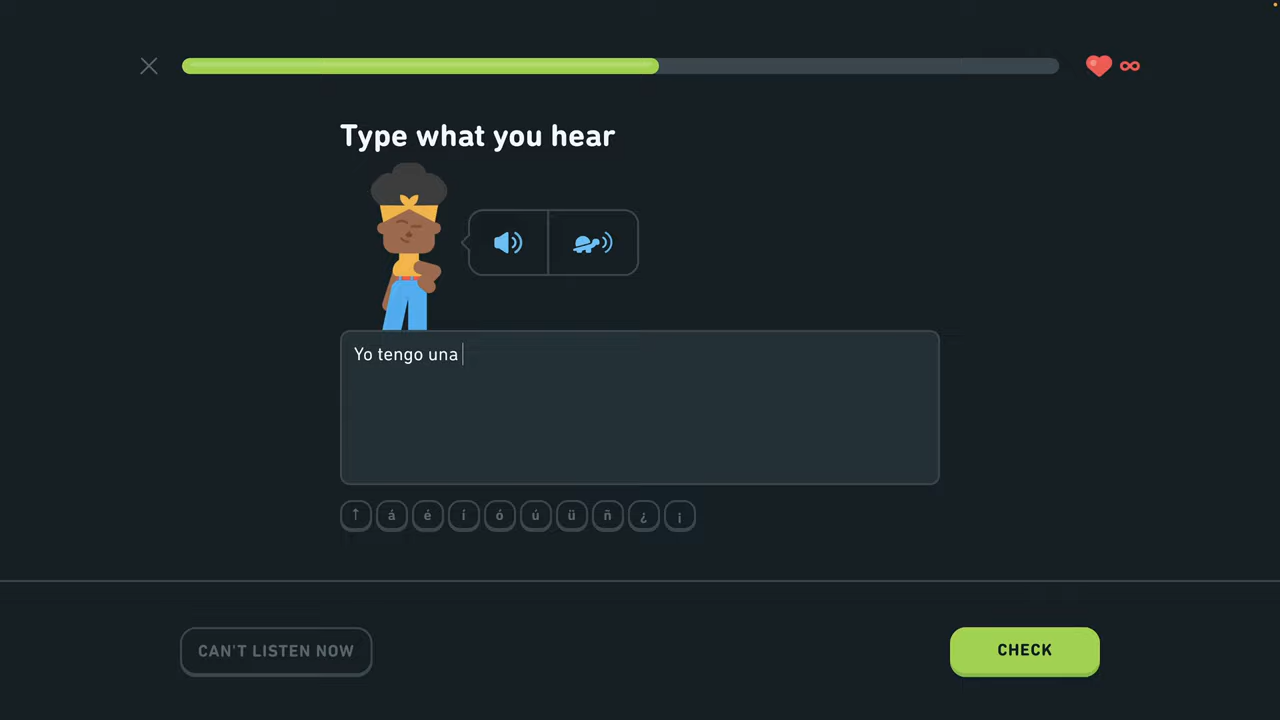 ∞
Type what you hear
Yo tengo una
↑ á é í ó ú ü ñ ¿ ¡
CAN'T LISTEN NOW
CHECK